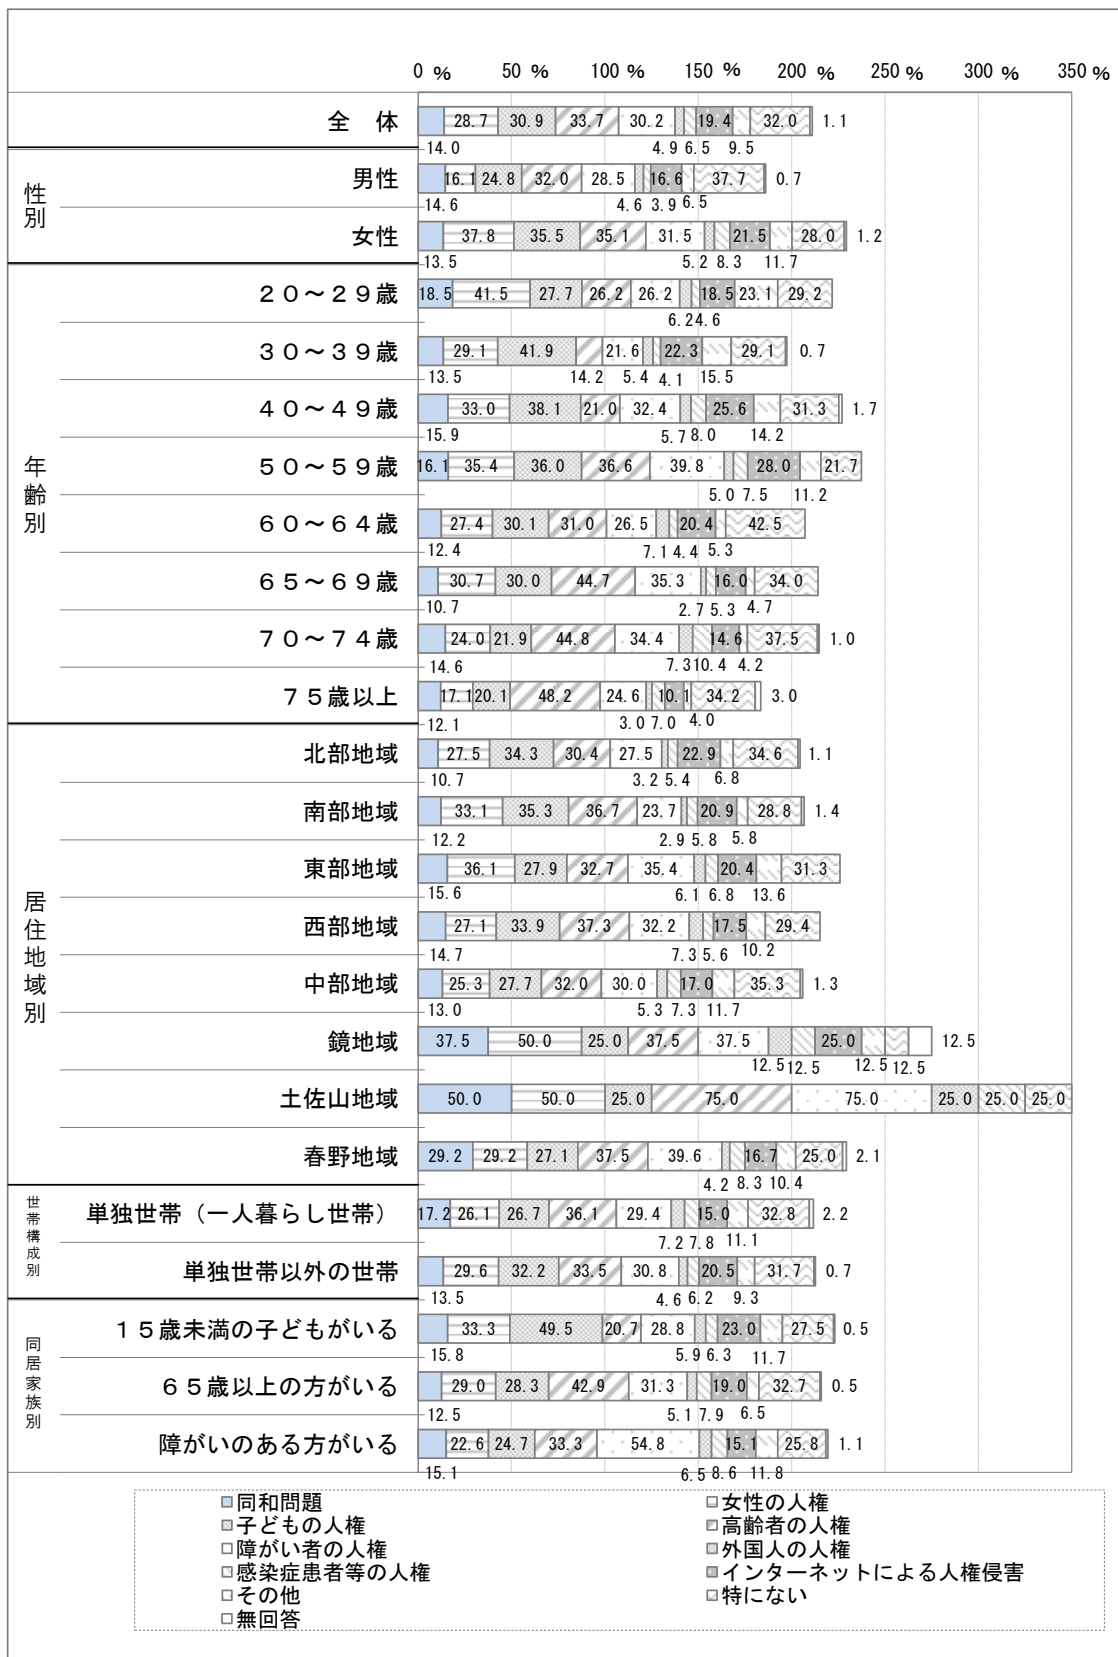 0 % 50 % 100 % 150 % 200 % 250 % 300 % 350 %
全 体 28.7 30.9 33.7 30.2 19.4 32.0 1.1
14.0 4.9 6.5 9.5
性別
男性 16.1 24.8 32.0 28.5 16.6 37.7 0.7
14.6 4.6 3.9 6.5
女性 37.8 35.5 35.1 31.5 21.5 28.0 1.2
13.5 5.2 8.3 11.7
年齢別
20～29歳 18.5 41.5 27.7 26.2 26.2 18.5 23.1 29.2
6.2 4.6
30～39歳 29.1 41.9 21.6 22.3 29.1 0.7
13.5 14.2 5.4 4.1 15.5
40～49歳 33.0 38.1 21.0 32.4 25.6 31.3 1.7
15.9 5.7 8.0 14.2
50～59歳 16.1 35.4 36.0 36.6 39.8 28.0 21.7
5.0 7.5 11.2
60～64歳 27.4 30.1 31.0 26.5 20.4 42.5
12.4 7.1 4.4 5.3
65～69歳 30.7 30.0 44.7 35.3 16.0 34.0
10.7 2.7 5.3 4.7
70～74歳 24.0 21.9 44.8 34.4 14.6 37.5 1.0
14.6 7.3 10.4 4.2
75歳以上 17.1 20.1 48.2 24.6 10.1 34.2 3.0
12.1 3.0 7.0 4.0
居住地域別
北部地域 27.5 34.3 30.4 27.5 22.9 34.6 1.1
10.7 3.2 5.4 6.8
南部地域 33.1 35.3 36.7 23.7 20.9 28.8 1.4
12.2 2.9 5.8 5.8
東部地域 36.1 27.9 32.7 35.4 20.4 31.3
15.6 6.1 6.8 13.6
西部地域 27.1 33.9 37.3 32.2 17.5 29.4
14.7 7.3 5.6 10.2
中部地域 25.3 27.7 32.0 30.0 17.0 35.3 1.3
13.0 5.3 7.3 11.7
鏡地域 37.5 50.0 25.0 37.5 37.5 25.0 12.5
12.5 12.5 12.5 12.5
土佐山地域 50.0 50.0 25.0 75.0 75.0 25.0 25.0 25.0
春野地域 29.2 29.2 27.1 37.5 39.6 16.7 25.0 2.1
4.2 8.3 10.4
世帯構成別
単独世帯（一人暮らし世帯） 17.2 26.1 26.7 36.1 29.4 15.0 32.8 2.2
7.2 7.8 11.1
単独世帯以外の世帯 29.6 32.2 33.5 30.8 20.5 31.7 0.7
13.5 4.6 6.2 9.3
同居家族別
15歳未満の子どもがいる 33.3 49.5 20.7 28.8 23.0 27.5 0.5
15.8 5.9 6.3 11.7
65歳以上の方がいる 29.0 28.3 42.9 31.3 19.0 32.7 0.5
12.5 5.1 7.9 6.5
障がいのある方がいる 22.6 24.7 33.3 54.8 15.1 25.8 1.1
15.1 6.5 8.6 11.8
同和問題 女性の人権
子どもの人権 高齢者の人権
障がい者の人権 外国人の人権
感染症患者等の人権 インターネットによる人権侵害
その他 特にない
無回答